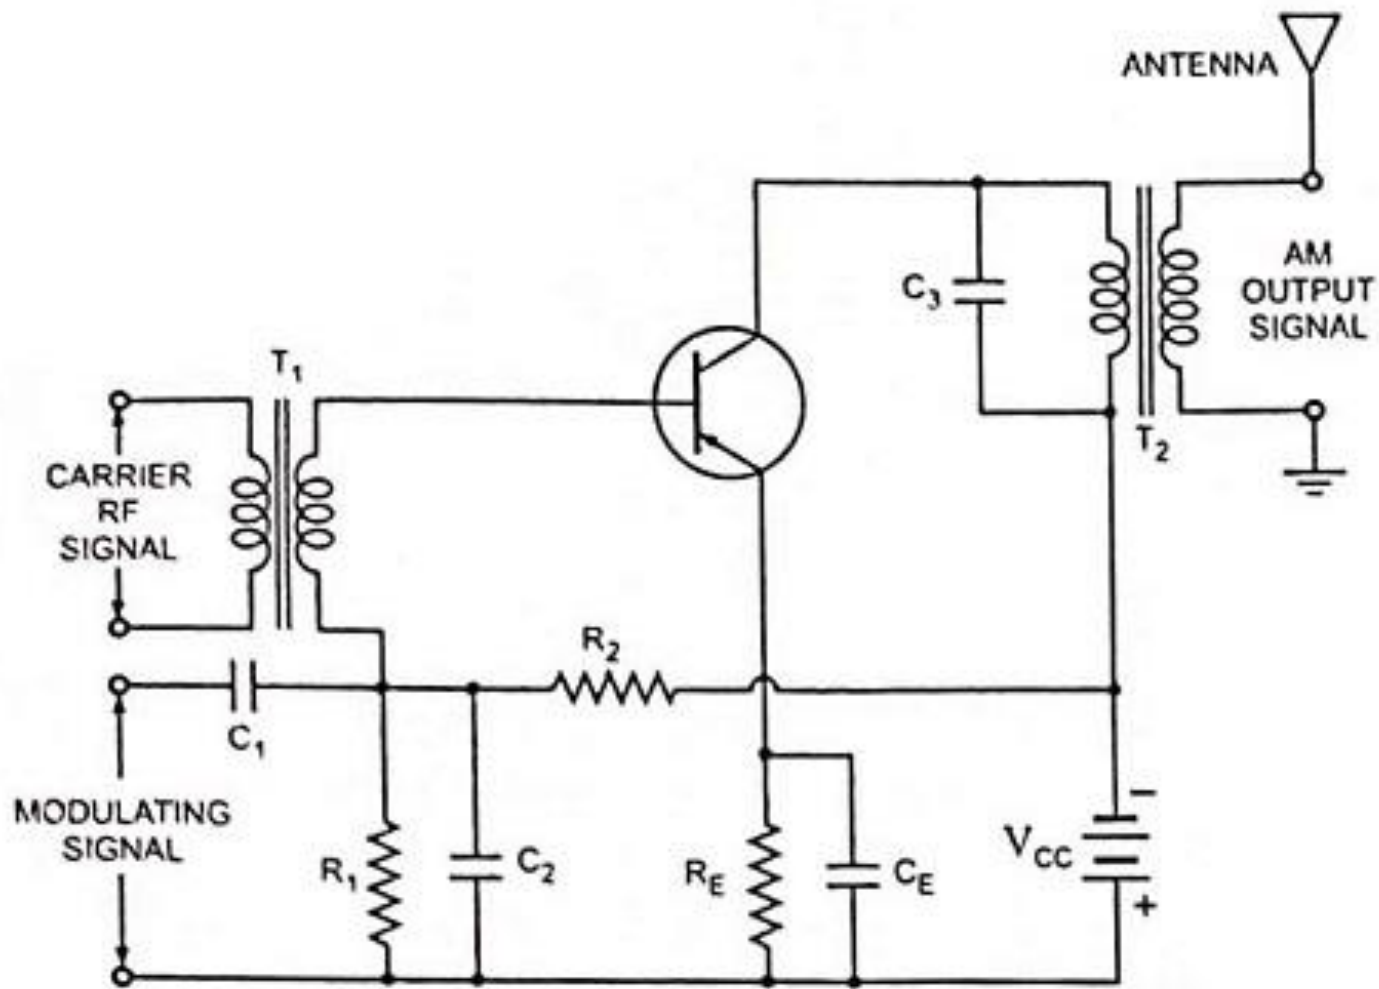 ANTENNA
AM
OUTPUT
SIGNAL
C3
T1
T2
CARRIER
RF
SIGNAL
R2
C1
MODULATING
SIGNAL
R1
C2
RE
CE
VCC
-
+